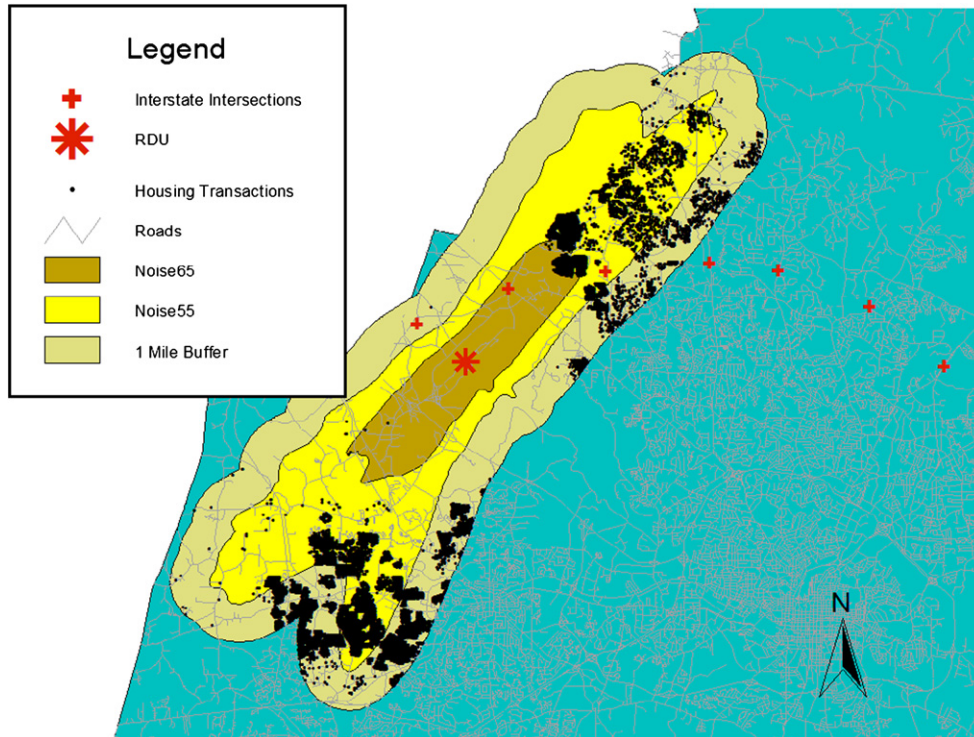 Legend
Interstate Intersections
RDU
Housing Transactions
Roads
Noise65
Noise55
1 Mile Buffer
N